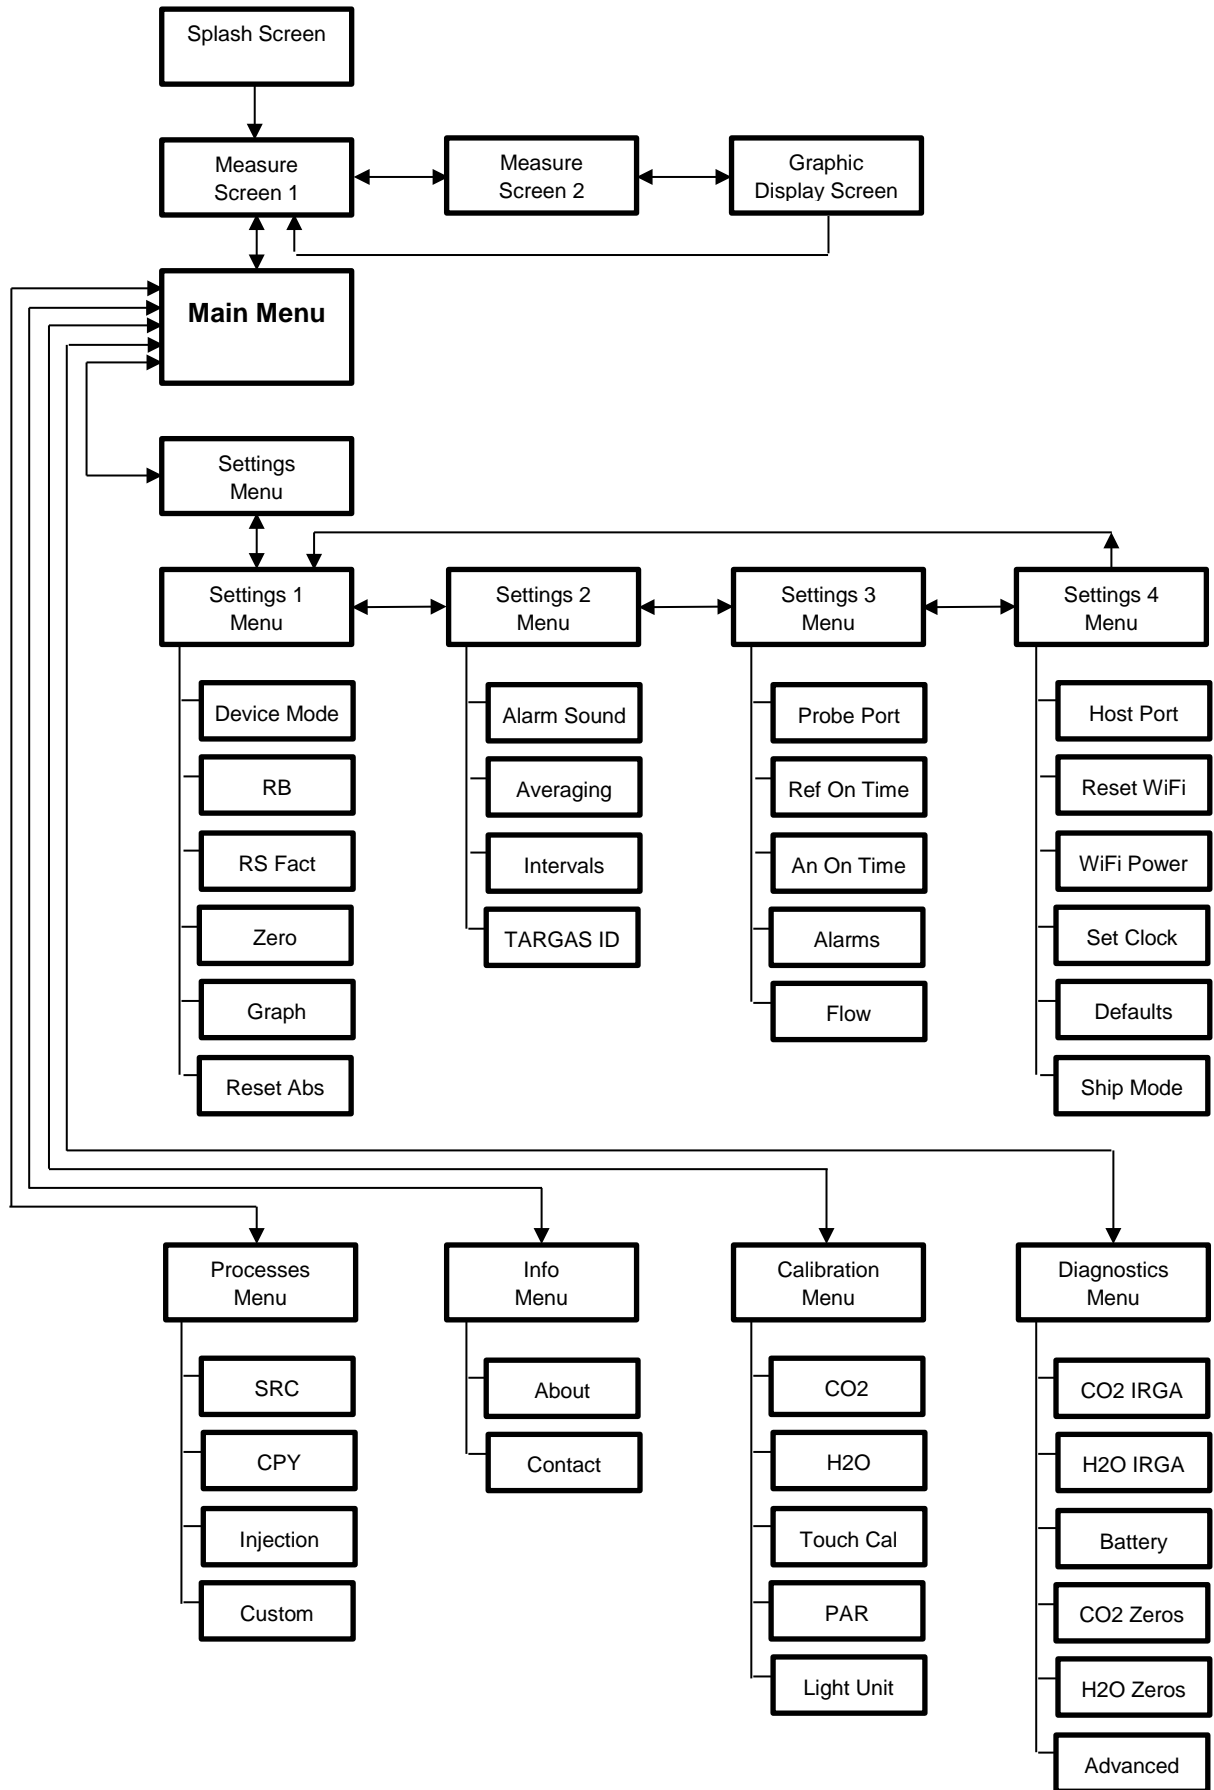 Splash Screen
Measure
Screen 1
Measure
Screen 2
Graphic
Display Screen
Main Menu
Settings
Menu
Settings 1
Menu
Settings 2
Menu
Settings 3
Menu
Settings 4
Menu
Device Mode
Alarm Sound
Probe Port
Host Port
RB
Averaging
Ref On Time
Reset WiFi
RS Fact
Intervals
An On Time
WiFi Power
Zero
TARGAS ID
Alarms
Set Clock
Graph
Flow
Defaults
Reset Abs
Ship Mode
Processes
Menu
Info
Menu
Calibration
Menu
Diagnostics
Menu
SRC
About
CO2
CO2 IRGA
CPY
Contact
H2O
H2O IRGA
Injection
Touch Cal
Battery
Custom
PAR
CO2 Zeros
Light Unit
H2O Zeros
Advanced